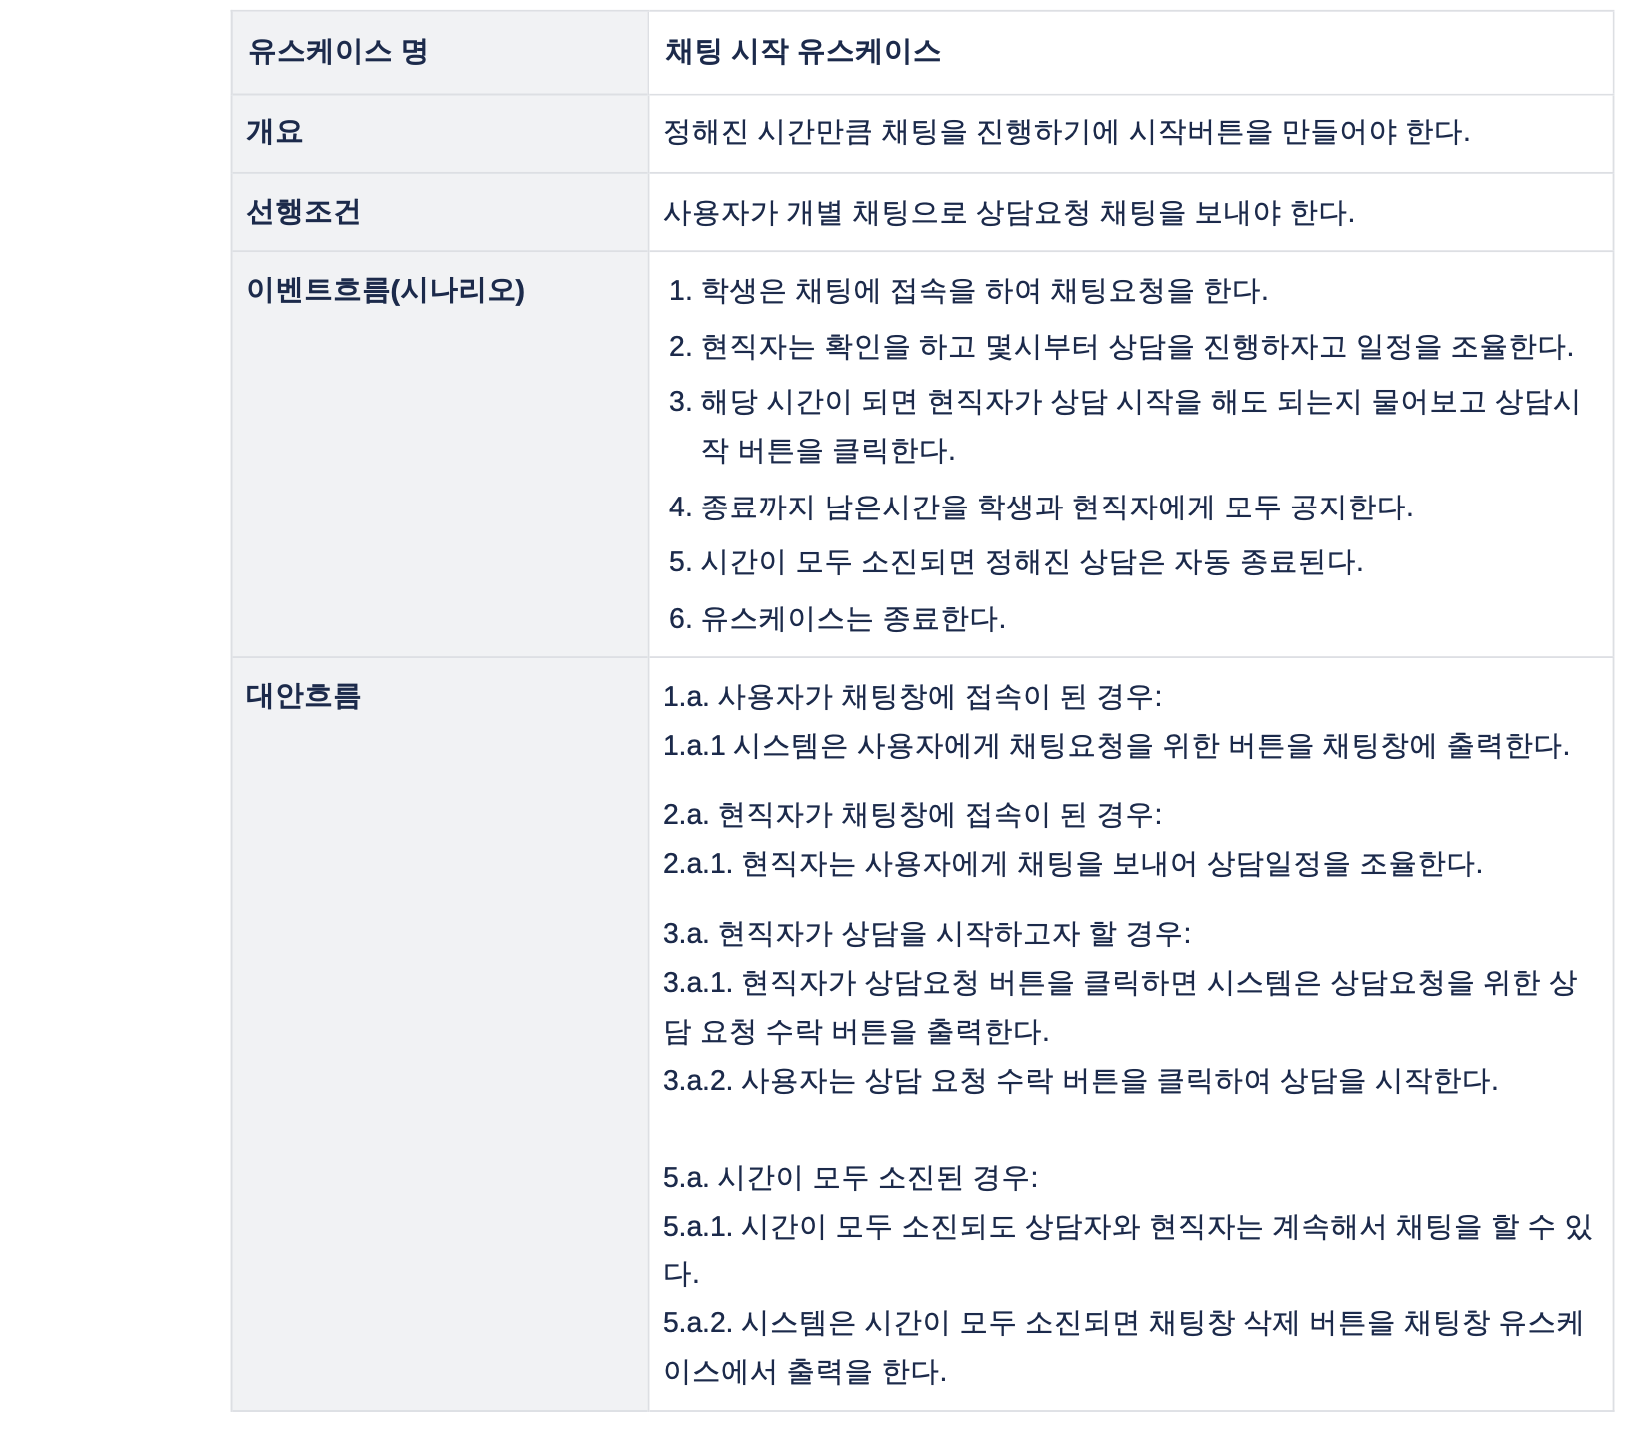 유스케이스 명
채팅 시작 유스케이스
개요
정해진 시간만큼 채팅을 진행하기에 시작버튼을 만들어야 한다.
선행조건
사용자가 개별 채팅으로 상담요청 채팅을 보내야 한다.
이벤트흐름(시나리오)
1. 학생은 채팅에 접속을 하여 채팅요청을 한다.
2. 현직자는 확인을 하고 몇시부터 상담을 진행하자고 일정을 조율한다.
3. 해당 시간이 되면 현직자가 상담 시작을 해도 되는지 물어보고 상담시
작 버튼을 클릭한다.
4. 종료까지 남은시간을 학생과 현직자에게 모두 공지한다.
5. 시간이 모두 소진되면 정해진 상담은 자동 종료된다.
6. 유스케이스는 종료한다.
대안흐름
1.a. 사용자가 채팅창에 접속이 된 경우:
1.a.1 시스템은 사용자에게 채팅요청을 위한 버튼을 채팅창에 출력한다.
2.a. 현직자가 채팅창에 접속이 된 경우:
2.a.1. 현직자는 사용자에게 채팅을 보내어 상담일정을 조율한다.
3.a. 현직자가 상담을 시작하고자 할 경우:
3.a.1. 현직자가 상담요청 버튼을 클릭하면 시스템은 상담요청을 위한 상
담 요청 수락 버튼을 출력한다.
3.a.2. 사용자는 상담 요청 수락 버튼을 클릭하여 상담을 시작한다.
5.a. 시간이 모두 소진된 경우:
5.a.1. 시간이 모두 소진되도 상담자와 현직자는 계속해서 채팅을 할 수 있
다.
5.a.2. 시스템은 시간이 모두 소진되면 채팅창 삭제 버튼을 채팅창 유스케
이스에서 출력을 한다.